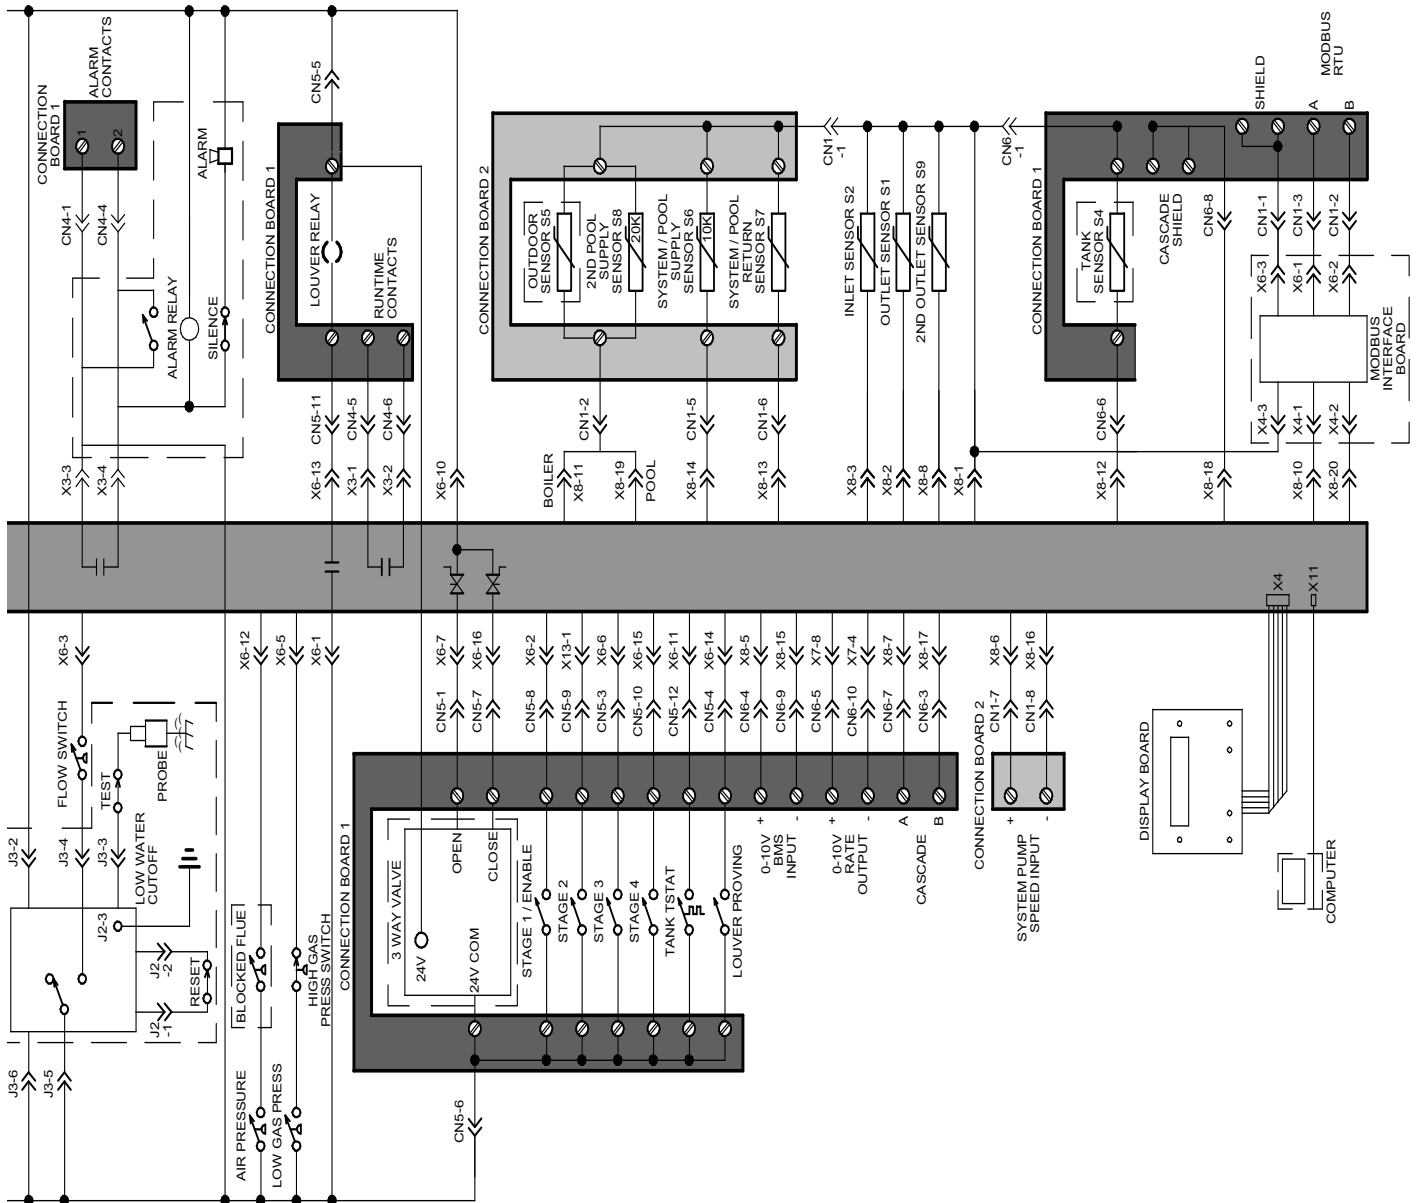 CONNECTION
BOARD 1
ALARM
CONTACTS
1
2
CN4-1
CN4-4
X3-3
X3-4
ALARM
ALARM RELAY
SILENCE
CN5-5
CONNECTION BOARD 1
LOUVER RELAY
RUNTIME
CONTACTS
CN5-11
CN4-5
CN4-6
X6-13
X3-1
X3-2
X6-10
CONNECTION BOARD 2
OUTDOOR
SENSOR S5
2ND POOL
SUPPLY
SENSOR S8
20K
SYSTEM / POOL
SUPPLY
SENSOR S6
10K
SYSTEM / POOL
RETURN
SENSOR S7
CN1-2
CN1-5
CN1-6
BOILER
X8-11
X8-19
POOL
X8-14
X8-13
CN1
-1
INLET SENSOR S2
OUTLET SENSOR S1
2ND OUTLET SENSOR S9
X8-3
X8-2
X8-8
X8-1
CN6
-1
CONNECTION BOARD 1
TANK
SENSOR S4
CASCADE
SHIELD
CN6-6
X8-12
CN6-8
X8-18
SHIELD
MODBUS
RTU
A
B
CN1-1
CN1-3
CN1-2
X6-3
X6-1
X6-2
MODBUS
INTERFACE
BOARD
X4-3
X4-1
X4-2
X8-10
X8-20
X4
X11
X6-3
FLOW SWITCH
TEST
PROBE
J3-2
J3-4
J3-3
LOW WATER
CUTOFF
J2-3
J2
-2
J2
-1
RESET
J3-6
J3-5
X6-12
X6-5
X6-1
BLOCKED FLUE
HIGH GAS
PRESS SWITCH
AIR PRESSURE
LOW GAS PRESS
X6-7
X6-16
X6-2
X13-1
X6-6
X6-15
X6-11
X6-14
X8-5
X8-15
X7-8
X7-4
X8-7
X8-17
CN5-1
CN5-7
CN5-8
CN5-9
CN5-3
CN5-10
CN5-12
CN5-4
CN6-4
CN6-9
CN6-5
CN6-10
CN6-7
CN6-3
CONNECTION BOARD 1
3 WAY VALVE
24V
24V COM
OPEN
CLOSE
STAGE 1 / ENABLE
STAGE 2
STAGE 3
STAGE 4
TANK TSTAT
LOUVER PROVING
+
0-10V
BMS
INPUT
-
+
0-10V
RATE
OUTPUT
-
A
CASCADE
B
CN5-6
X8-6
X8-16
CN1-7
CN1-8
CONNECTION BOARD 2
+
-
SYSTEM PUMP
SPEED INPUT
DISPLAY BOARD
COMPUTER